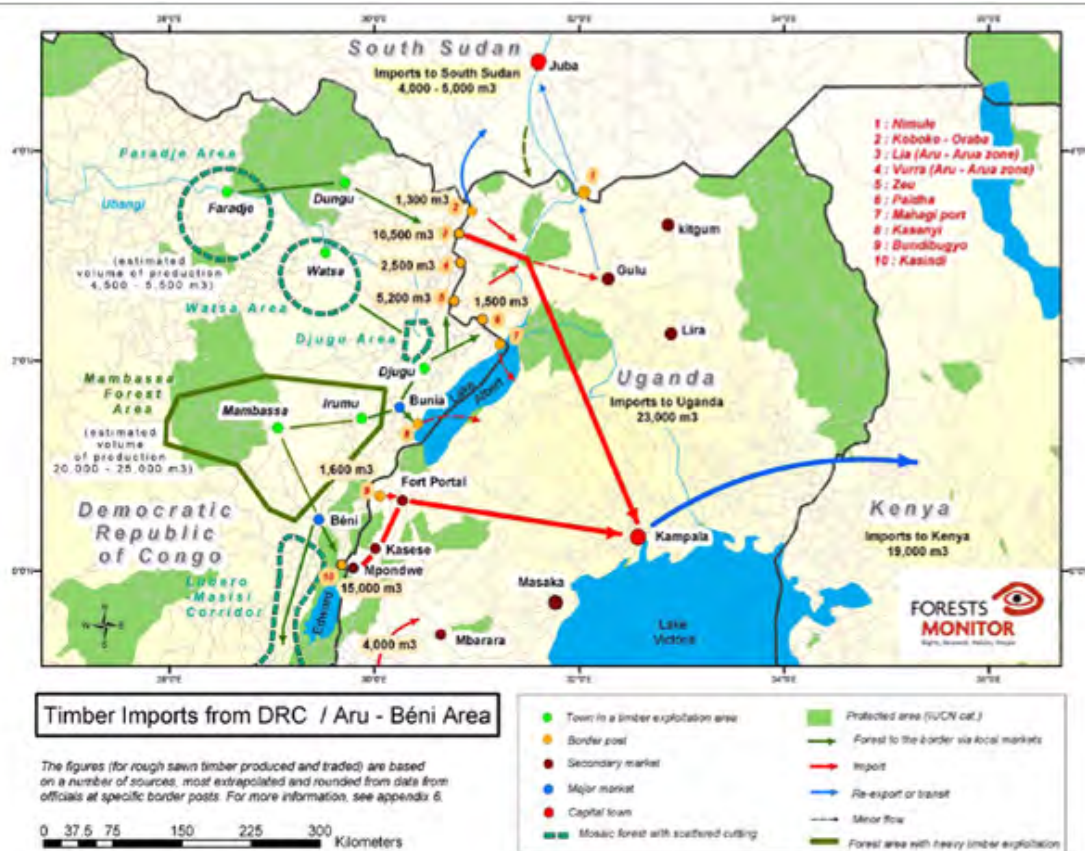 South Sudan
Imports to South Sudan
4,000 - 5,000 m3
Juba
1 : Nimule
2 : Koboko - Oraba
3 : Lia (Aru - Arua zone)
4 : Vurra (Aru - Arua zone)
5 : Zeu
6 : Paidha
7 : Mahagi port
8 : Kasenyi
9 : Bundibugyo
10 : Kasindi
Faradje Area
Ubangi
Faradje
Dungu
1,300 m3
10,500 m3
2,500 m3
5,200 m3
1,500 m3
kitgum
Gulu
Lira
(estimated
volume of production
4,500 - 5,500 m3)
Watsa
Watsa Area
Djugu Area
Djugu
Mambassa
Forest
Area
(estimated
volume
of production
20,000 - 25,000 m3)
Mambassa
Irumu
Bunia
Lake
Albert
Uganda
Imports to Uganda
23,000 m3
1,600 m3
Fort Portal
Democratic
Republic
of Congo
Béni
Kasese
Mpondwe
15,000 m3
10
Kampala
Kenya
Imports to Kenya
19,000 m3
Ludero
-Masisi
Corridor
Edward
Masaka
Mbarara
4,000 m3
Lake
Victoria
FORESTS
MONITOR
Timber Imports from DRC / Aru - Béni Area
The figures (for rough sawn timber produced and traded) are based
on a number of sources, most extrapolated and rounded from data from
officials at specific border posts. For more information, see appendix 6.
0 37.5 75 150 225 300
Kilometers
Town in a timber exploitation area
Border post
Secondary market
Major market
Capital town
Mosaic forest with scattered cutting
Protected area (IUCN cat.)
Forest to the border via local markets
Import
Re-export or transit
Minor flow
Forest area with heavy timber exploitation